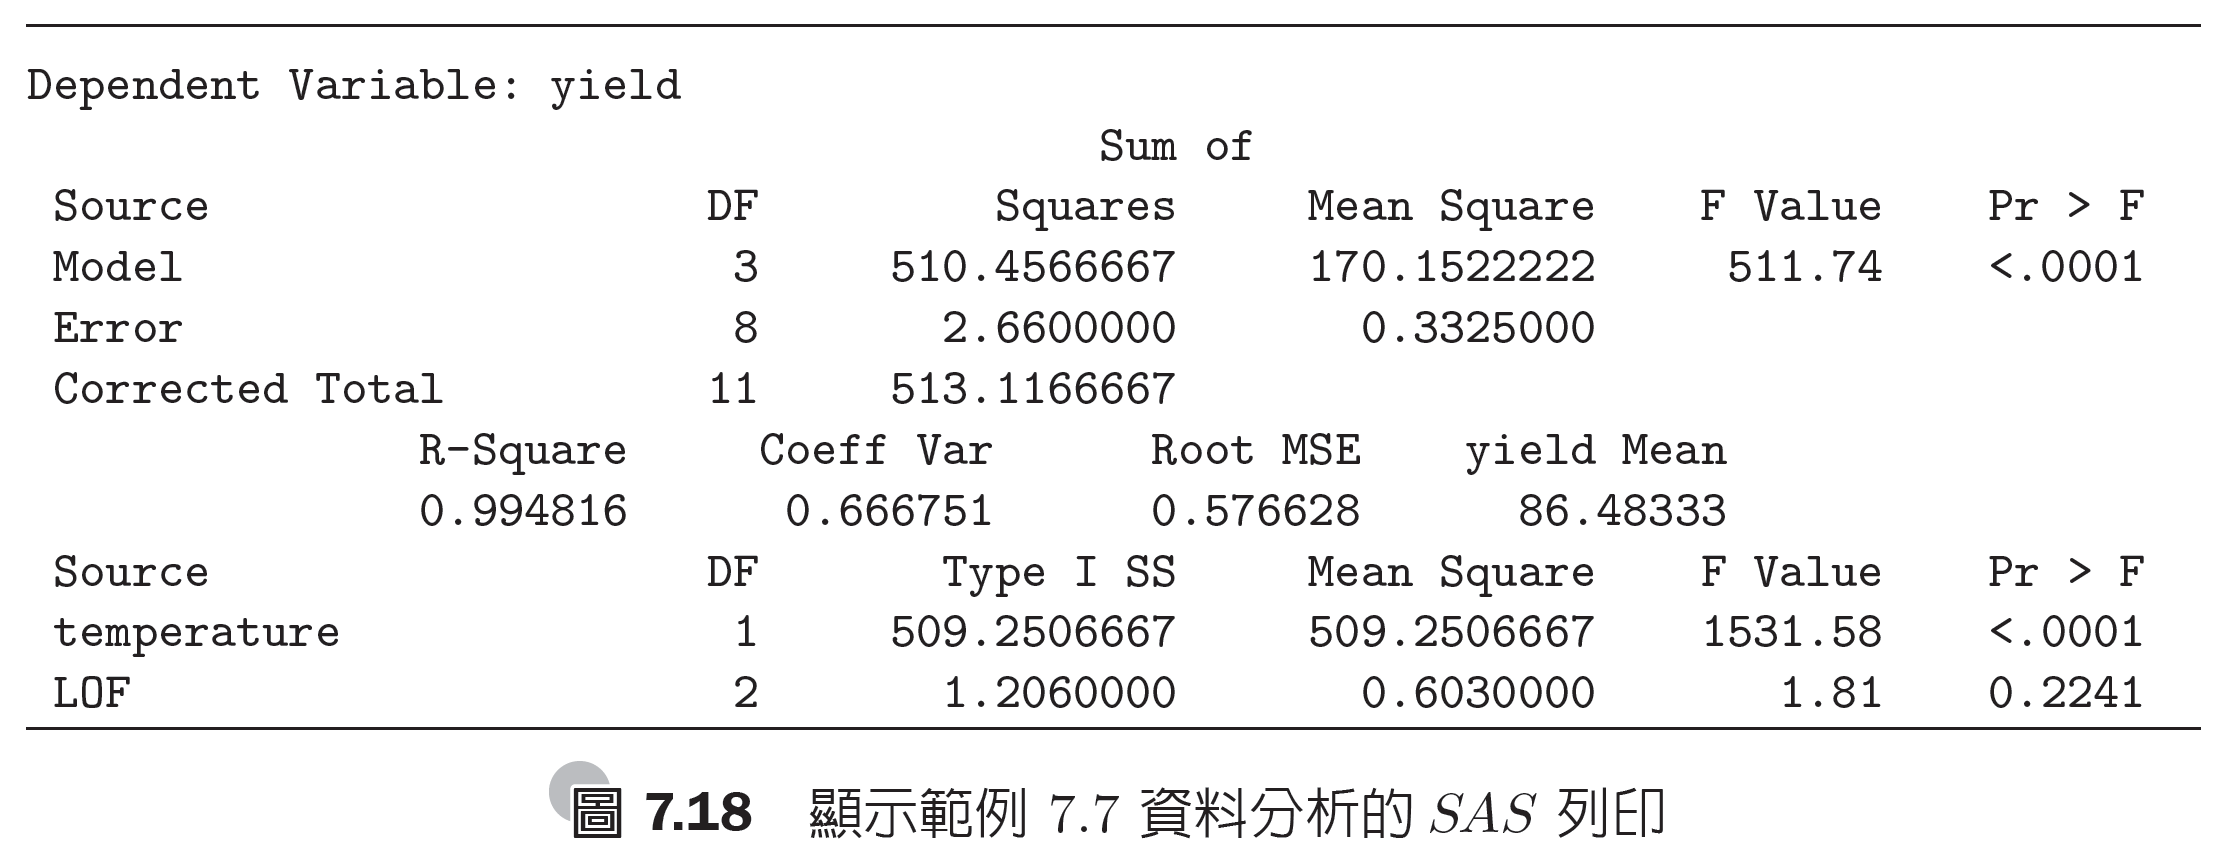 Dependent Variable: yield
Sum of
Source DF Squares Mean Square F Value Pr > F
Model 3 510.4566667 170.1522222 511.74 <.0001
Error 8 2.6600000 0.3325000
Corrected Total 11 513.1166667
R-Square Coeff Var Root MSE yield Mean
0.994816 0.666751 0.576628 86.48333
Source DF Type I SS Mean Square F Value Pr > F
temperature 1 509.2506667 509.2506667 1531.58 <.0001
LOF 2 1.2060000 0.6030000 1.81 0.2241
圖 7.18 顯示範例 7.7 資料分析的 SAS 列印